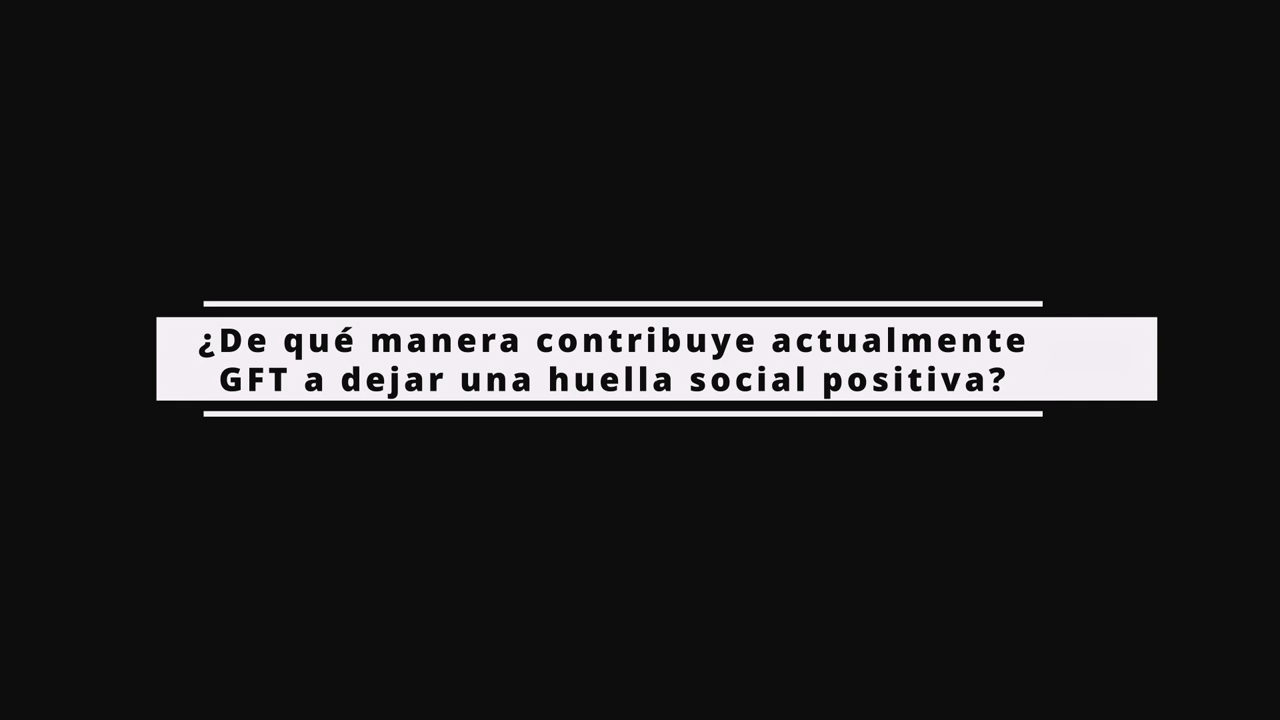 ¿De qué manera contribuye actualmente
GFT a dejar una huella social positiva?